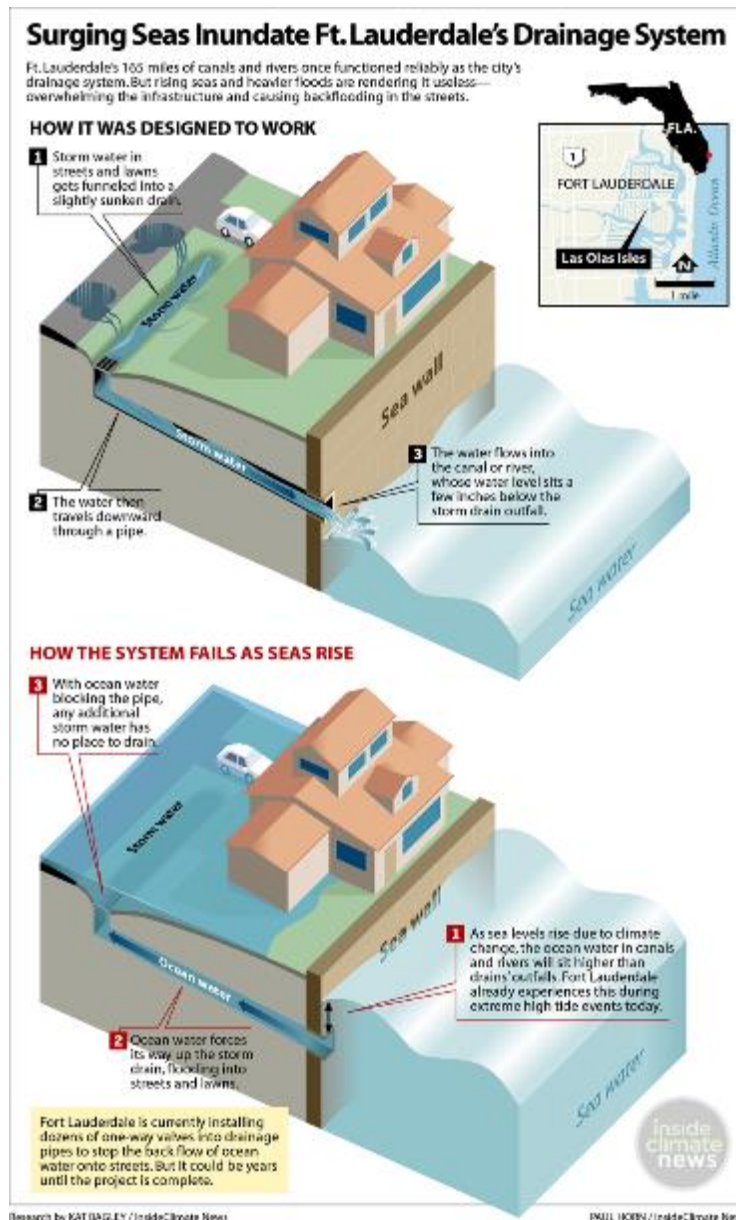 Surging Seas Inundate Ft. Lauderdale's Drainage System
Ft. Lauderdale's 165 miles of canals and rivers once functioned reliably as the city's
drainage system. But rising seas and heavier floods are rendering it useless—
overwhelming the infrastructure and causing backflooding in the streets.
HOW IT WAS DESIGNED TO WORK
1 Storm water in
streets and lawns
gets funneled into a
slightly sunken drain.
FLA.
1
FORT LAUDERDALE
Las Olas Isles
Atlantic Ocean
N
1 mile
Storm water
Sea wall
Storm water
2 The water then
travels downward
through a pipe.
3 The water flows into
the canal or river,
whose water level sits a
few inches below the
storm drain outfall.
Sea water
HOW THE SYSTEM FAILS AS SEAS RISE
3 With ocean water
blocking the pipe,
any additional
storm water has
no place to drain.
Storm water
Sea wall
Ocean water
1 As sea levels rise due to climate
change, the ocean water in canals
and rivers will sit higher than
drains' outfalls. Fort Lauderdale
already experiences this during
extreme high tide events today.
2 Ocean water forces
its way up the storm
drain, flooding into
streets and lawns.
Sea water
Fort Lauderdale is currently installing
dozens of one-way valves into drainage
pipes to stop the back flow of ocean
water onto streets. But it could be years
until the project is complete.
inside
climate
news
Research by KAT BAGLEY / InsideClimate News
PAUL HORN / InsideClimate New